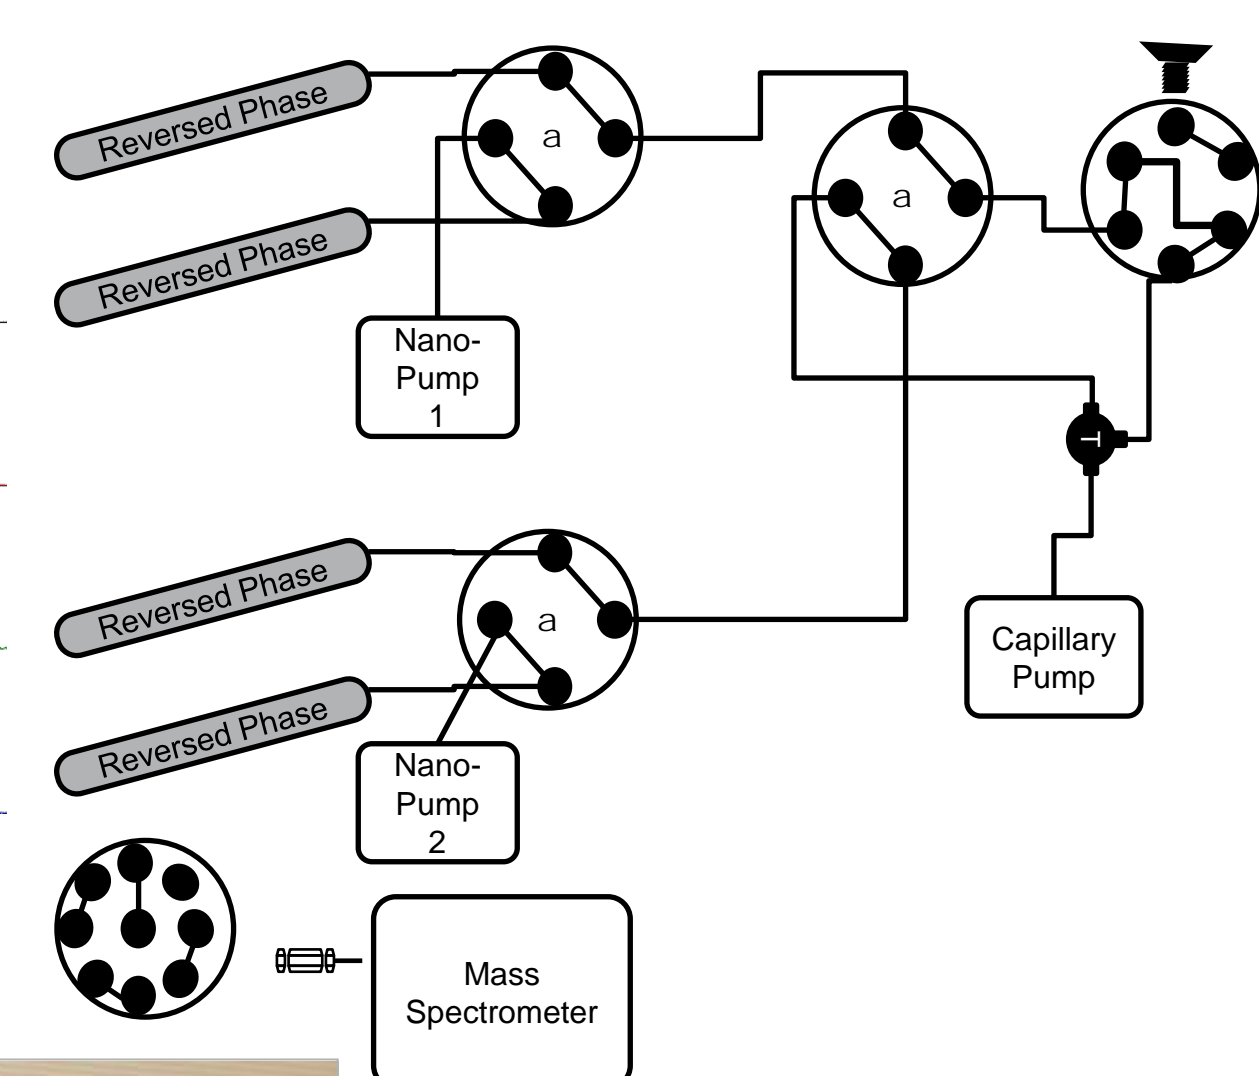 Reversed Phase
a
a
Reversed Phase
Nano-
Pump
1
T
Reversed Phase
a
Capillary
Pump
Reversed Phase
Nano-
Pump
2
Mass
Spectrometer